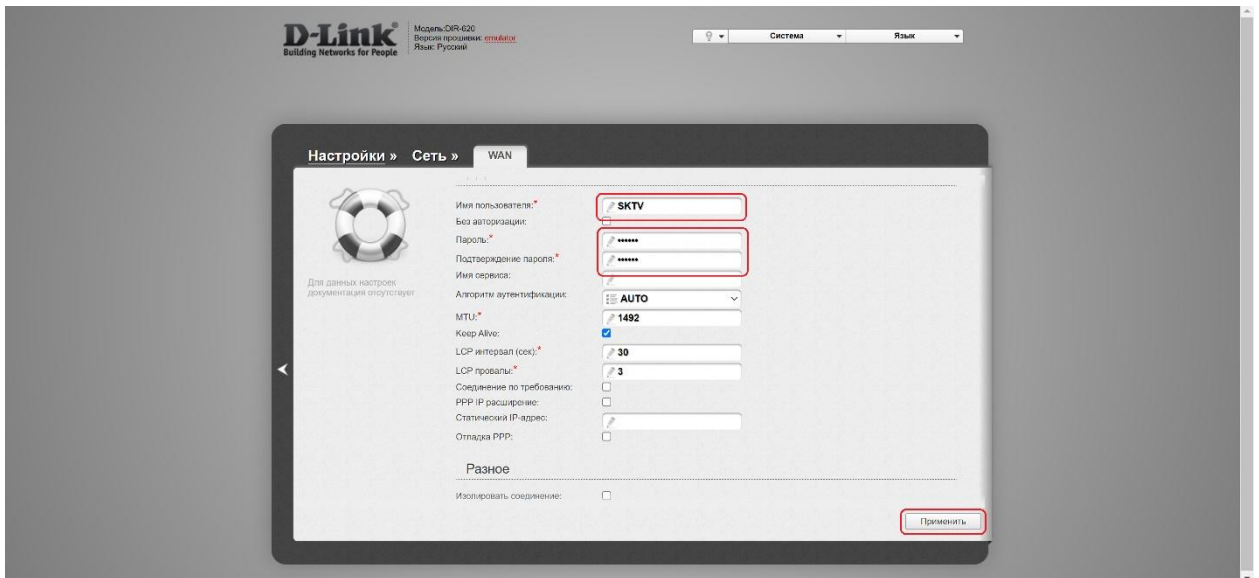 D-Link®
Building Networks for People
Модель:DIR-620
Версия прошивки: emulator
Язык: Русский
Система
Язык
Настройки »
Сеть »
WAN
Для данных настроек
документация отсутствует
Имя пользователя:*
SKTV
Без авторизации:
Пароль:*
••••••
Подтверждение пароля:*
••••••
Имя сервиса:
Алгоритм аутентификации:
AUTO
MTU:*
1492
Keep Alive:
LCP интервал (сек):*
30
LCP провалы:*
3
Соединение по требованию:
PPP IP расширение:
Статический IP-адрес:
Отладка PPP:
Разное
Изолировать соединение:
Применить